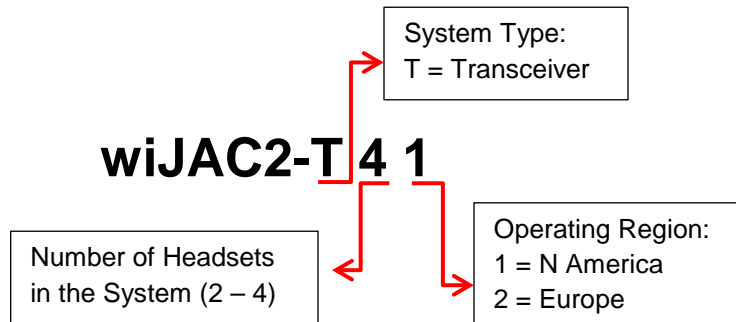 System Type:
T = Transceiver
wiJAC2-T 4 1
Number of Headsets
in the System (2 – 4)
Operating Region:
1 = N America
2 = Europe